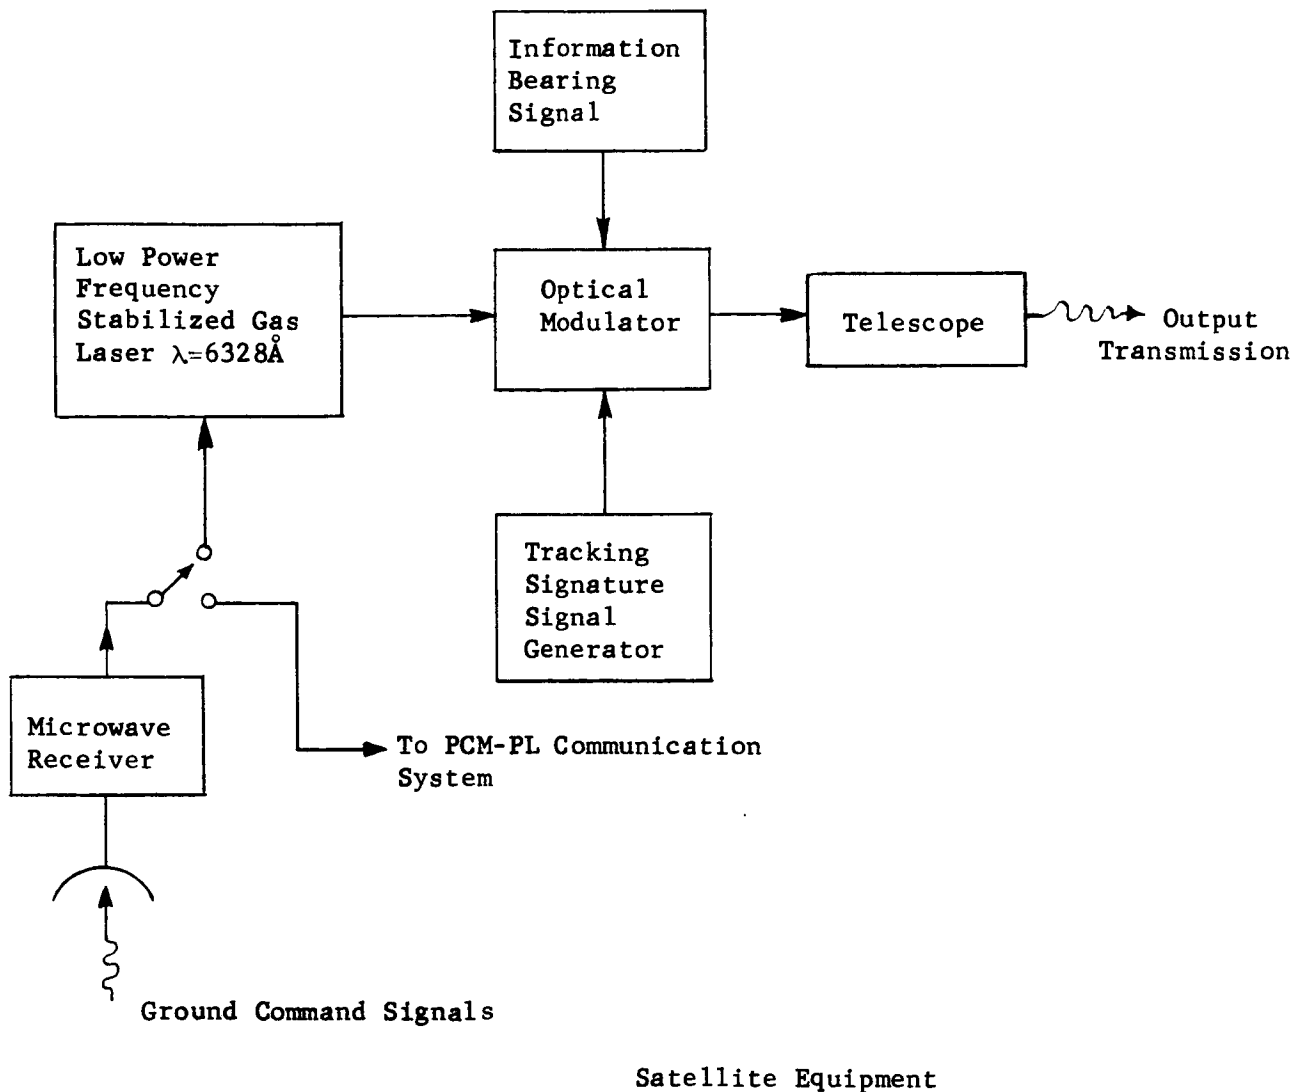 Information
Bearing
Signal
Low Power
Frequency
Stabilized Gas
Laser λ=6328Å
Optical
Modulator
Telescope
Output
Transmission
Tracking
Signature
Signal
Generator
Microwave
Receiver
To PCM-PL Communication
System
Ground Command Signals
Satellite Equipment